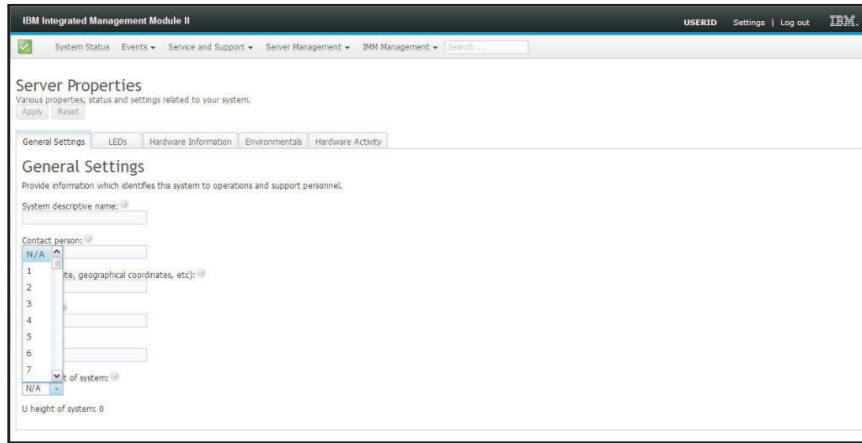 IBM Integrated Management Module II
USERID Settings | Log out IBM.
System Status Events Service and Support Server Management IMM Management Search...
Server Properties
Various properties, status and settings related to your system.
Apply Reset
General Settings LEDs Hardware Information Environmentals Hardware Activity
General Settings
Provide information which identifies this system to operations and support personnel.
System descriptive name:
Contact person:
N/A
1
ite, geographical coordinates, etc):
2
3
4
5
6
7
t of system:
N/A
U height of system: 0